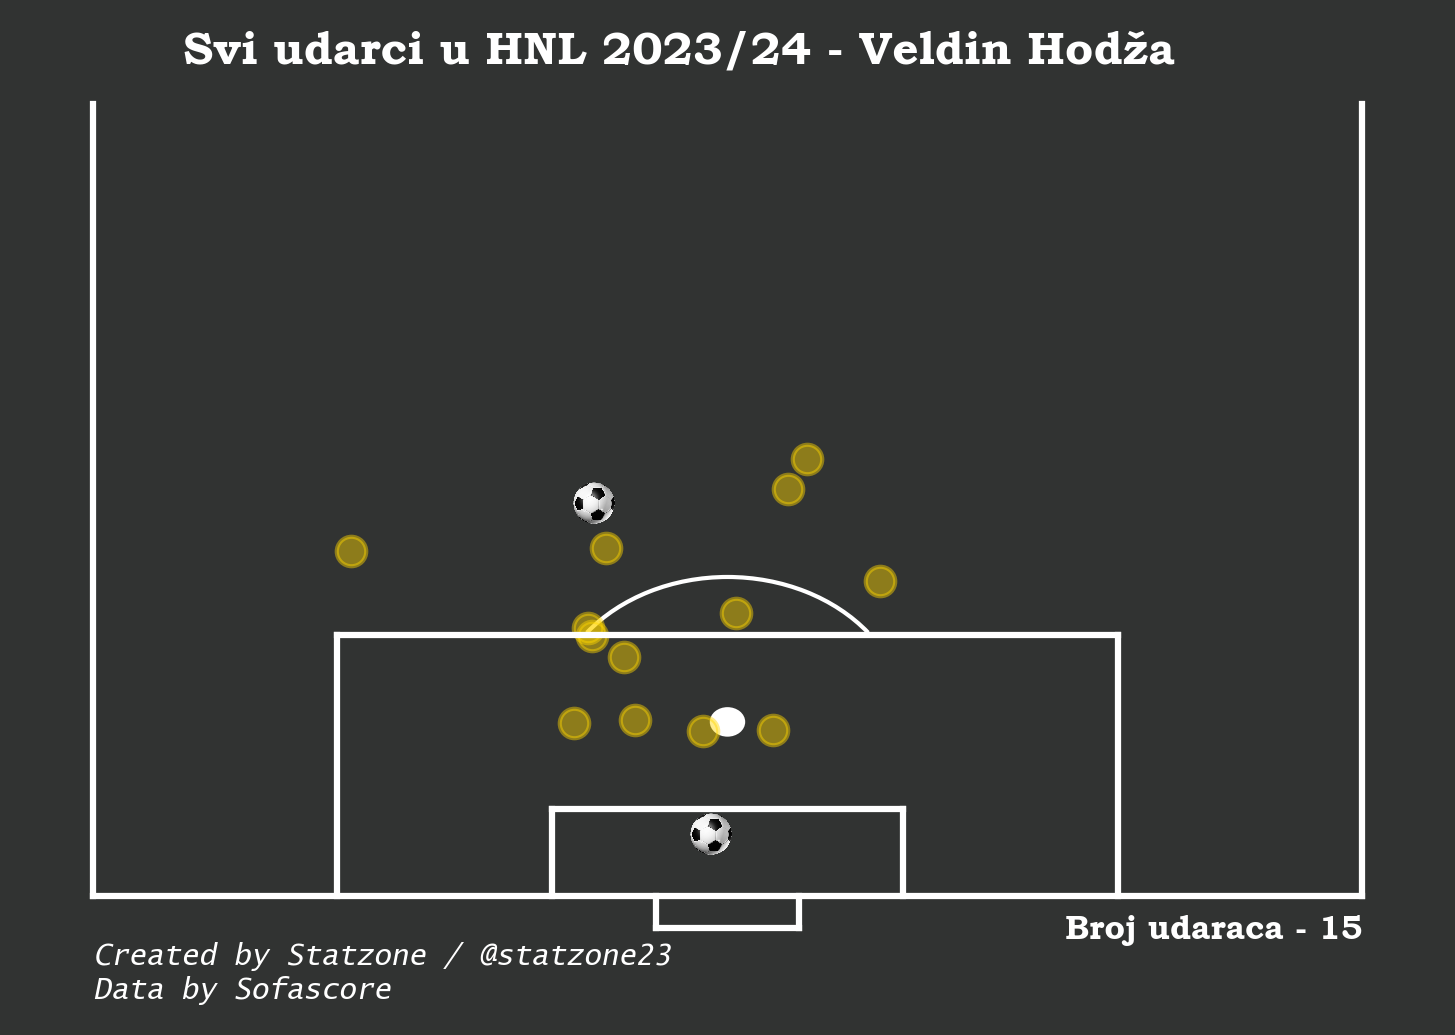 Svi udarci u HNL 2023/24 - Veldin Hodža
Broj udaraca - 15
Created by Statzone / @statzone23
Data by Sofascore